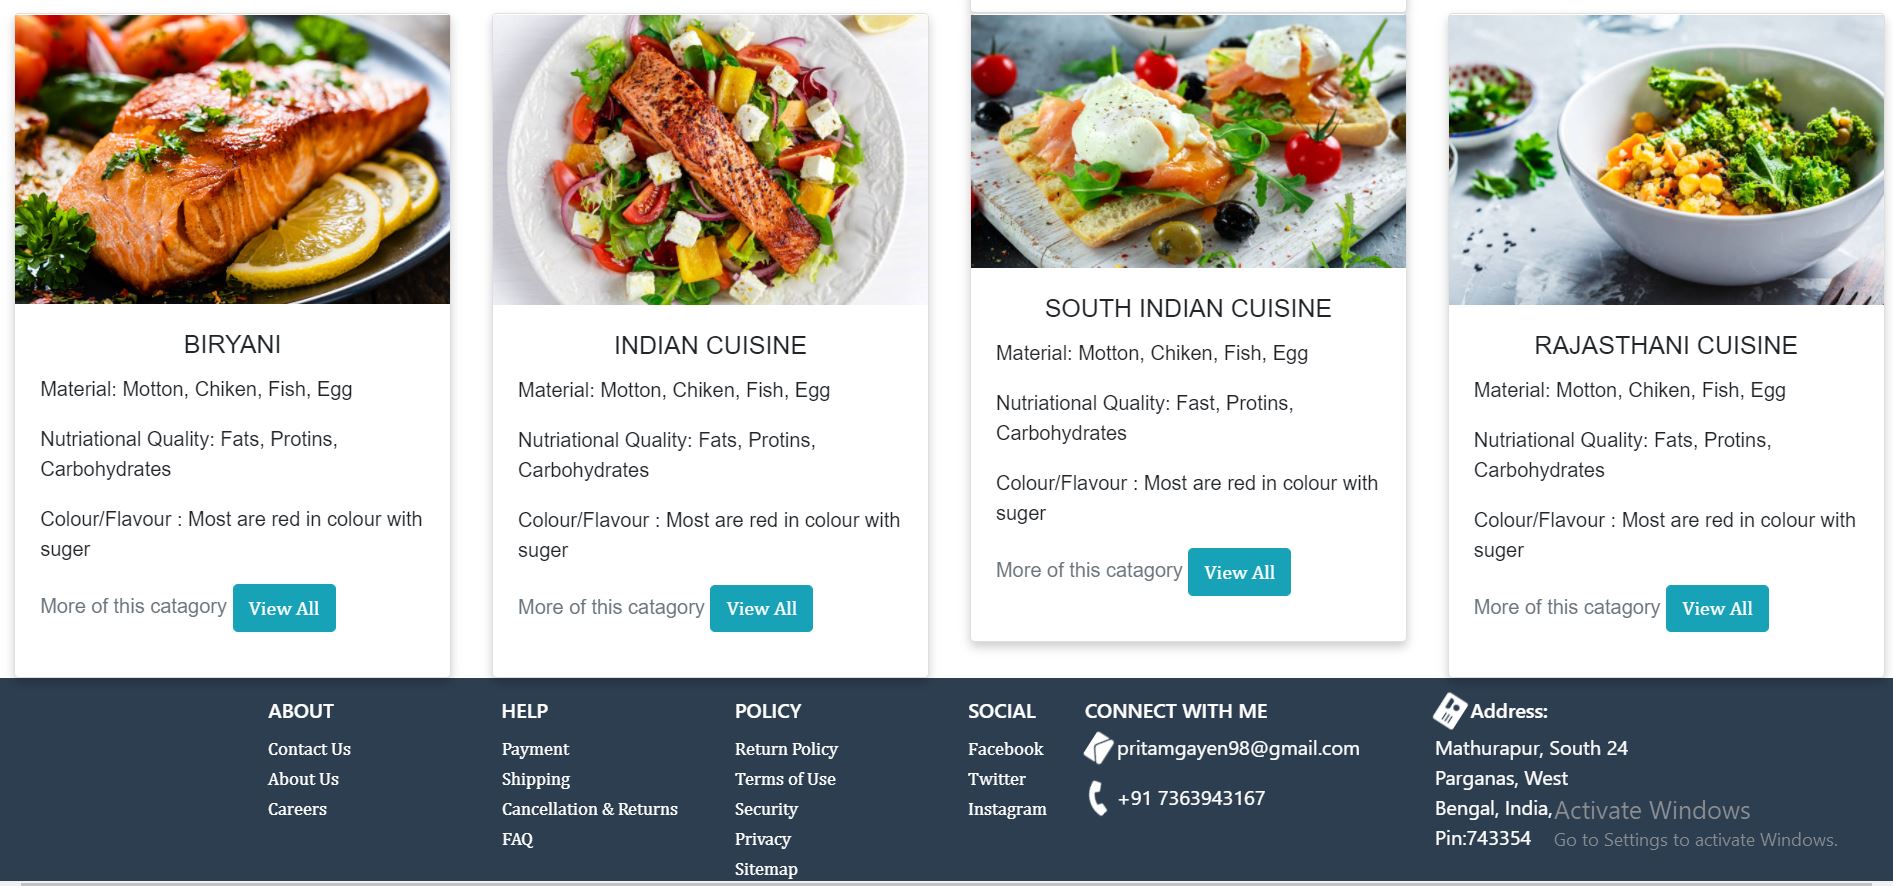 BIRYANI
Material: Motton, Chiken, Fish, Egg
Nutriational Quality: Fats, Protins,
Carbohydrates
Colour/Flavour : Most are red in colour with
suger
More of this catagory View All
INDIAN CUISINE
Material: Motton, Chiken, Fish, Egg
Nutriational Quality: Fats, Protins,
Carbohydrates
Colour/Flavour : Most are red in colour with
suger
More of this catagory View All
SOUTH INDIAN CUISINE
Material: Motton, Chiken, Fish, Egg
Nutriational Quality: Fast, Protins,
Carbohydrates
Colour/Flavour : Most are red in colour with
suger
More of this catagory View All
RAJASTHANI CUISINE
Material: Motton, Chiken, Fish, Egg
Nutriational Quality: Fats, Protins,
Carbohydrates
Colour/Flavour : Most are red in colour with
suger
More of this catagory View All
ABOUT
Contact Us
About Us
Careers
HELP
Payment
Shipping
Cancellation & Returns
FAQ
POLICY
Return Policy
Terms of Use
Security
Privacy
Sitemap
SOCIAL
Facebook
Twitter
Instagram
CONNECT WITH ME
pritamgayen98@gmail.com
+91 7363943167
Address:
Mathurapur, South 24
Parganas, West
Bengal, India,
Pin:743354
Activate Windows
Go to Settings to activate Windows.